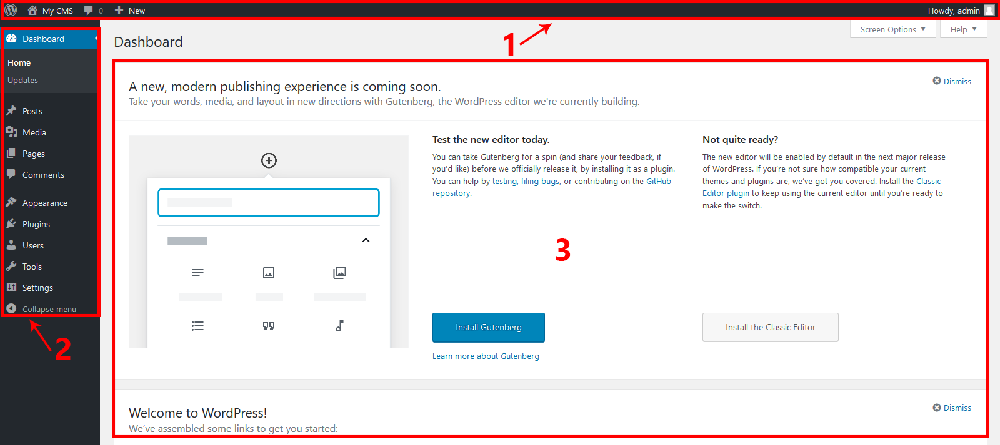 My CMS 0 New Howdy, admin
1
Screen Options Help
Dashboard
Home
Updates
Posts
Media
Pages
Comments
Appearance
Plugins
Users
Tools
Settings
Collapse menu
2
Dashboard
A new, modern publishing experience is coming soon.
Dismiss
Take your words, media, and layout in new directions with Gutenberg, the WordPress editor we're currently building.
Test the new editor today.
You can take Gutenberg for a spin (and share your feedback, if
you'd like) before we officially release it, by installing it as a plugin.
You can help by testing, filing bugs, or contributing on the GitHub
repository.
Install Gutenberg
Learn more about Gutenberg
Not quite ready?
The new editor will be enabled by default in the next major release
of WordPress. If you're not sure how compatible your current
themes and plugins are, we've got you covered. Install the Classic
Editor plugin to keep using the current editor until you're ready to
make the switch.
Install the Classic Editor
3
Welcome to WordPress!
Dismiss
We've assembled some links to get you started: